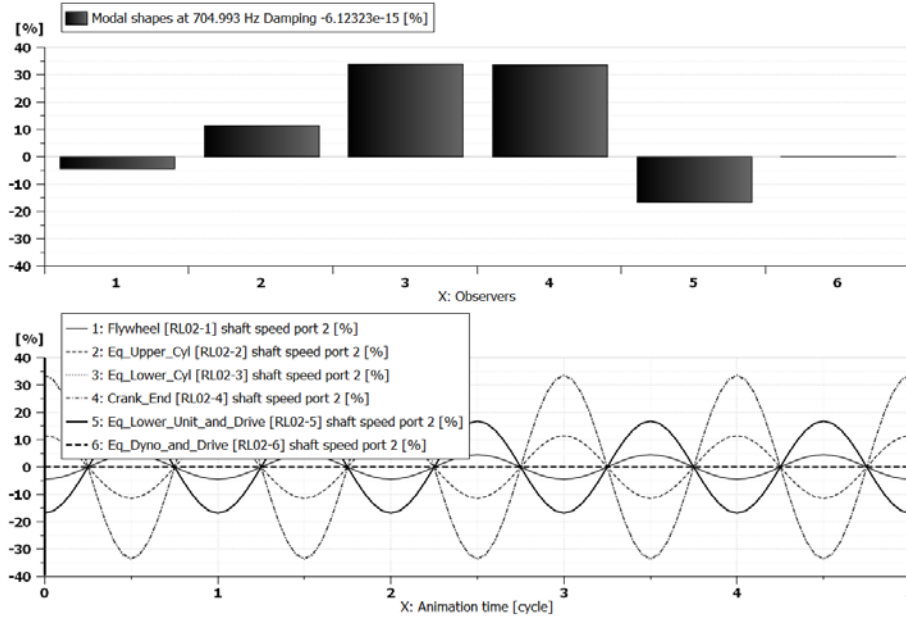 Modal shapes at 704.993 Hz Damping -6.12323e-15 [%]
[%]
40
30
20
10
0
-10
-20
-30
-40
1 2 3 4 5 6
X: Observers
[%]
1: Flywheel [RL02-1] shaft speed port 2 [%]
2: Eq_Upper_Cyl [RL02-2] shaft speed port 2 [%]
3: Eq_Lower_Cyl [RL02-3] shaft speed port 2 [%]
4: Crank_End [RL02-4] shaft speed port 2 [%]
5: Eq_Lower_Unit_and_Drive [RL02-5] shaft speed port 2 [%]
6: Eq_Dyno_and_Drive [RL02-6] shaft speed port 2 [%]
40
30
20
10
0
-10
-20
-30
-40
0 1 2 3 4
X: Animation time [cycle]